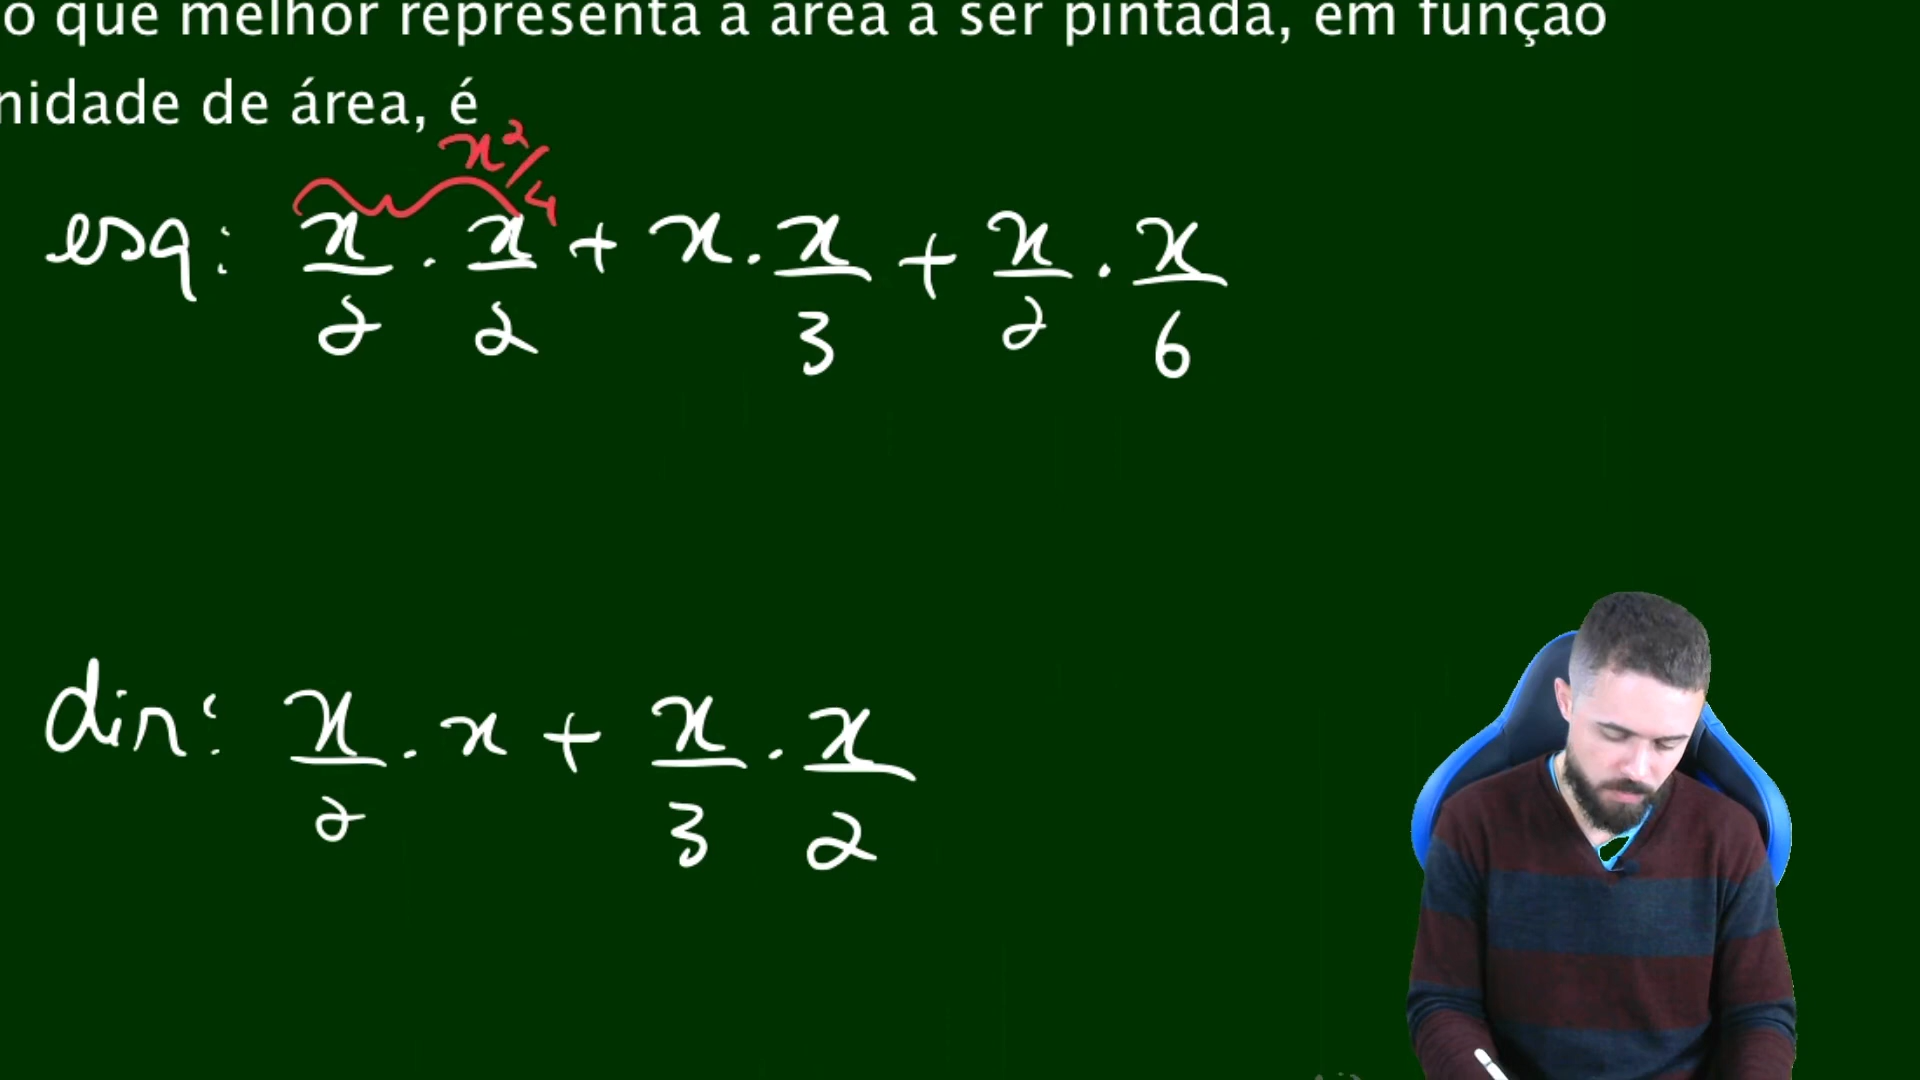 o que melhor representa a área a ser pintada, em função
nidade de área, é
x²/4
esq: x/2 . x/2 + x . x/3 + x/2 . x/6
dir: x/2 . x + x/3 . x/2